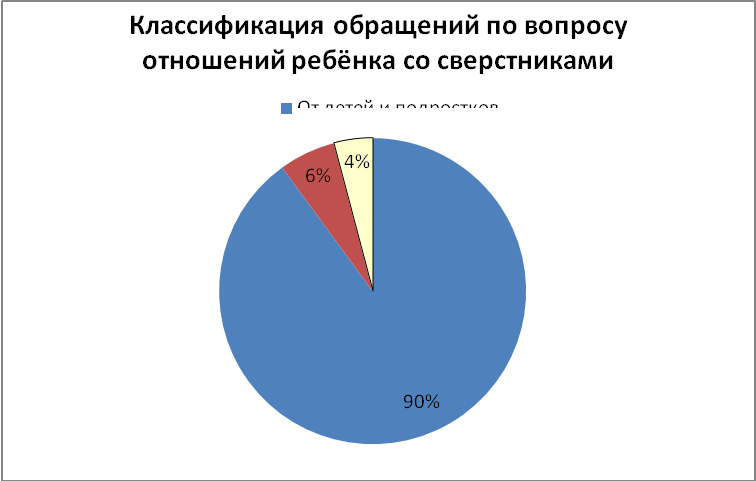 Классификация обращений по вопросу
отношений ребёнка со сверстниками
От детей и подростков
4%
6%
90%